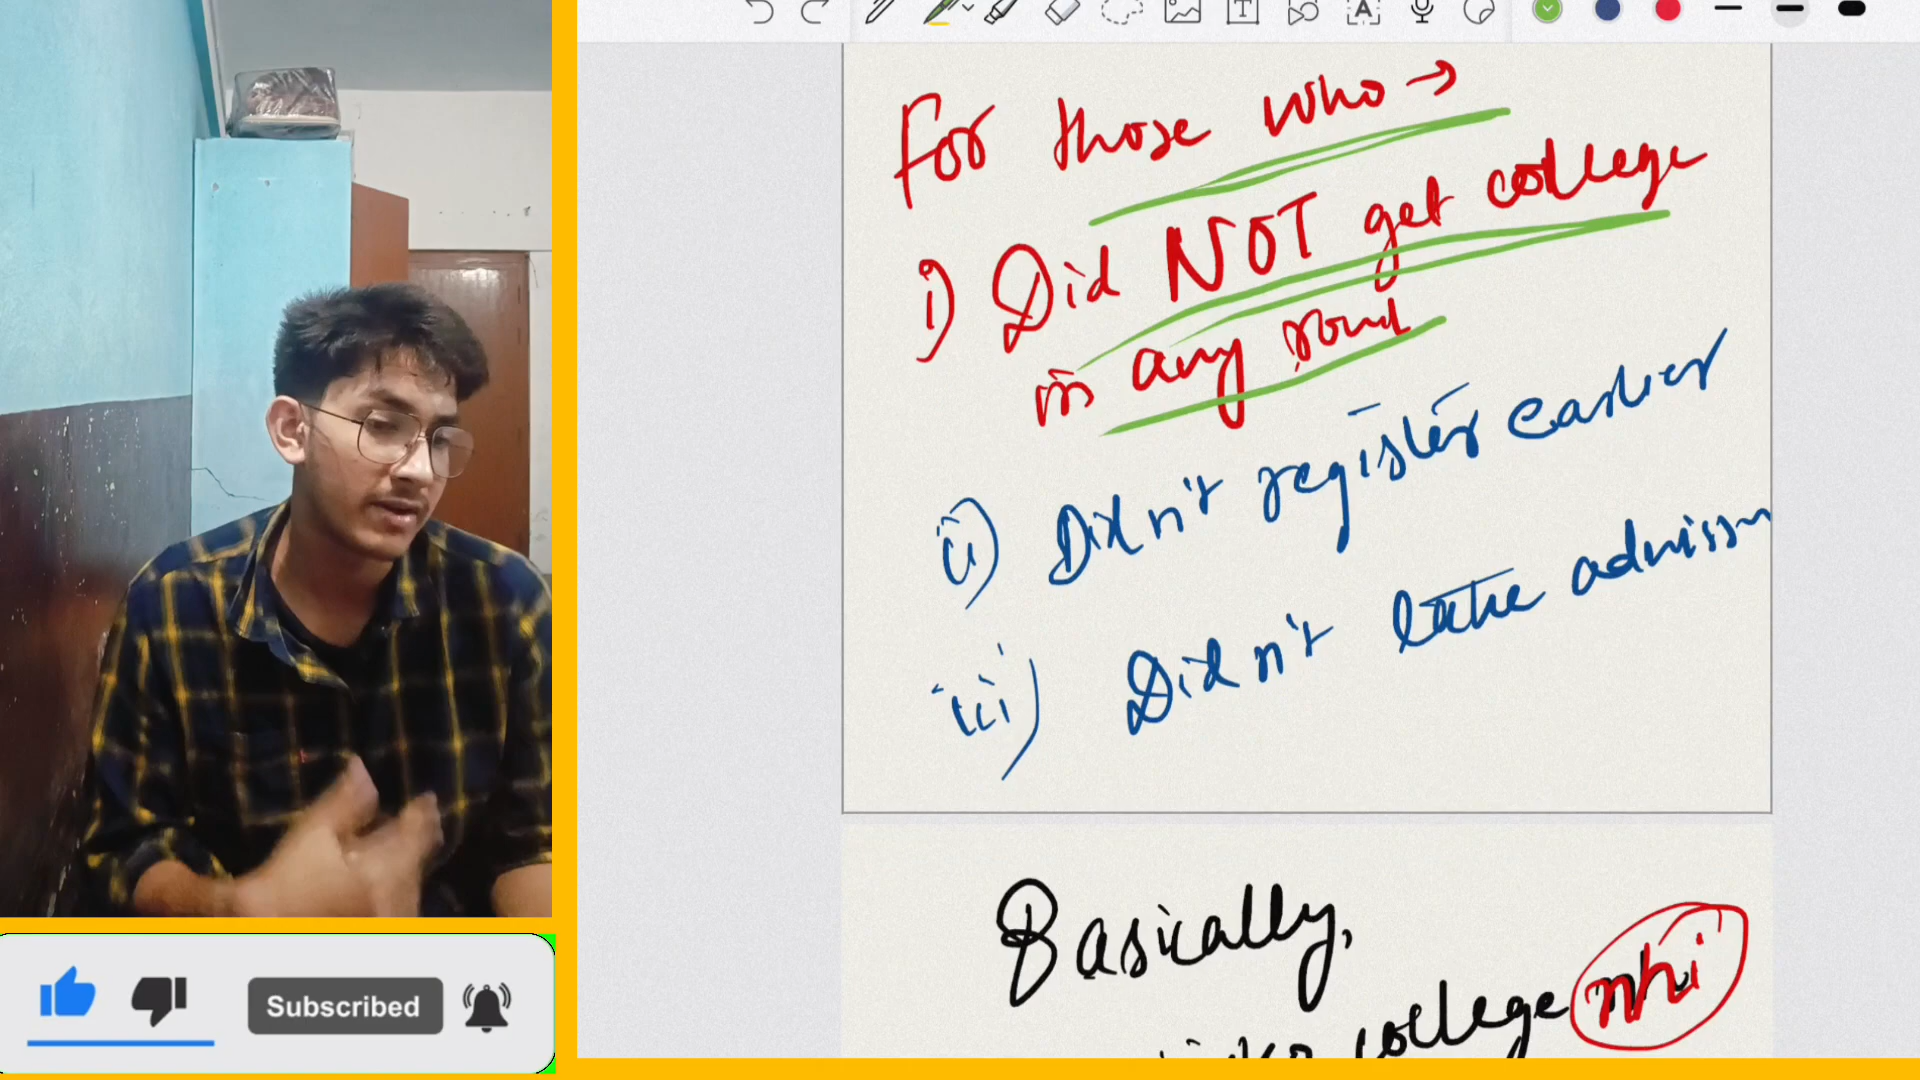 For those who →
i) Did NOT get college
in any round
ii) Didn't register earlier
iii) Didn't take
Basically,
college nhi
Subscribed